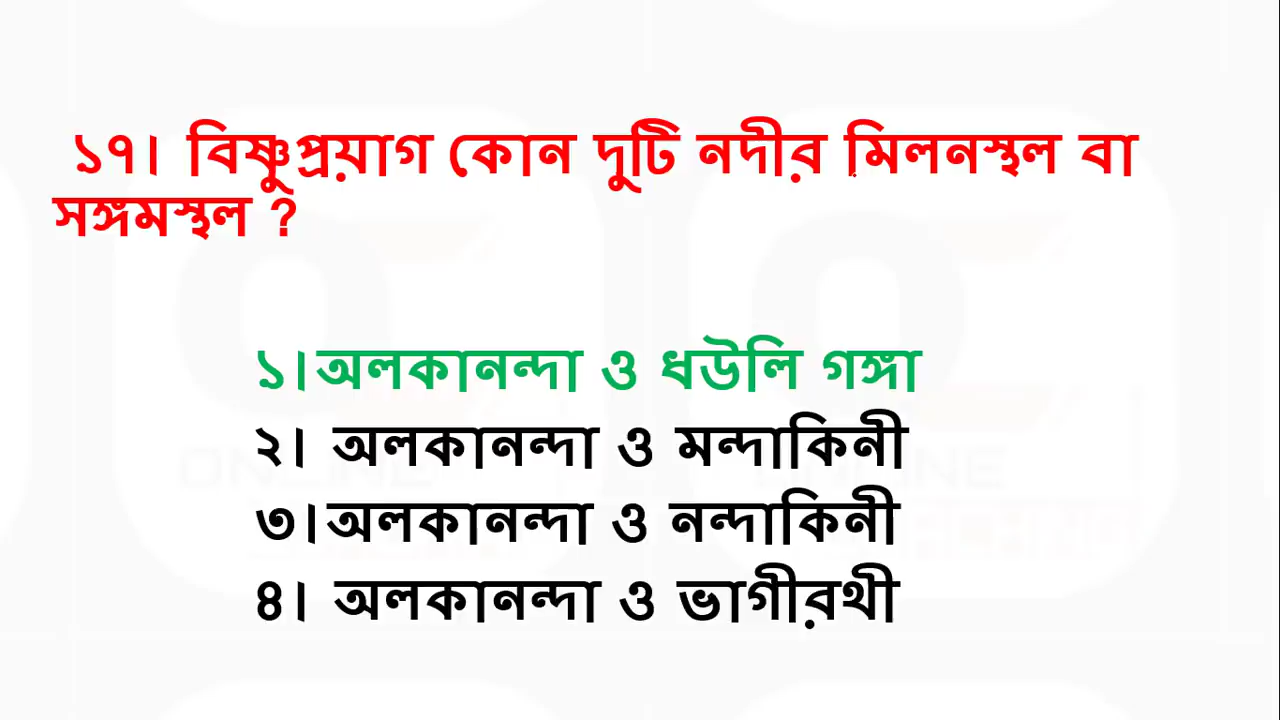 ১৭। বিষ্ণুপ্রয়াগ কোন দুটি নদীর মিলনস্থল বা
সঙ্গমস্থল ?
১।অলকানন্দা ও ধউলি গঙ্গা
২। অলকানন্দা ও মন্দাকিনী
৩।অলকানন্দা ও নন্দাকিনী
৪। অলকানন্দা ও ভাগীরথী